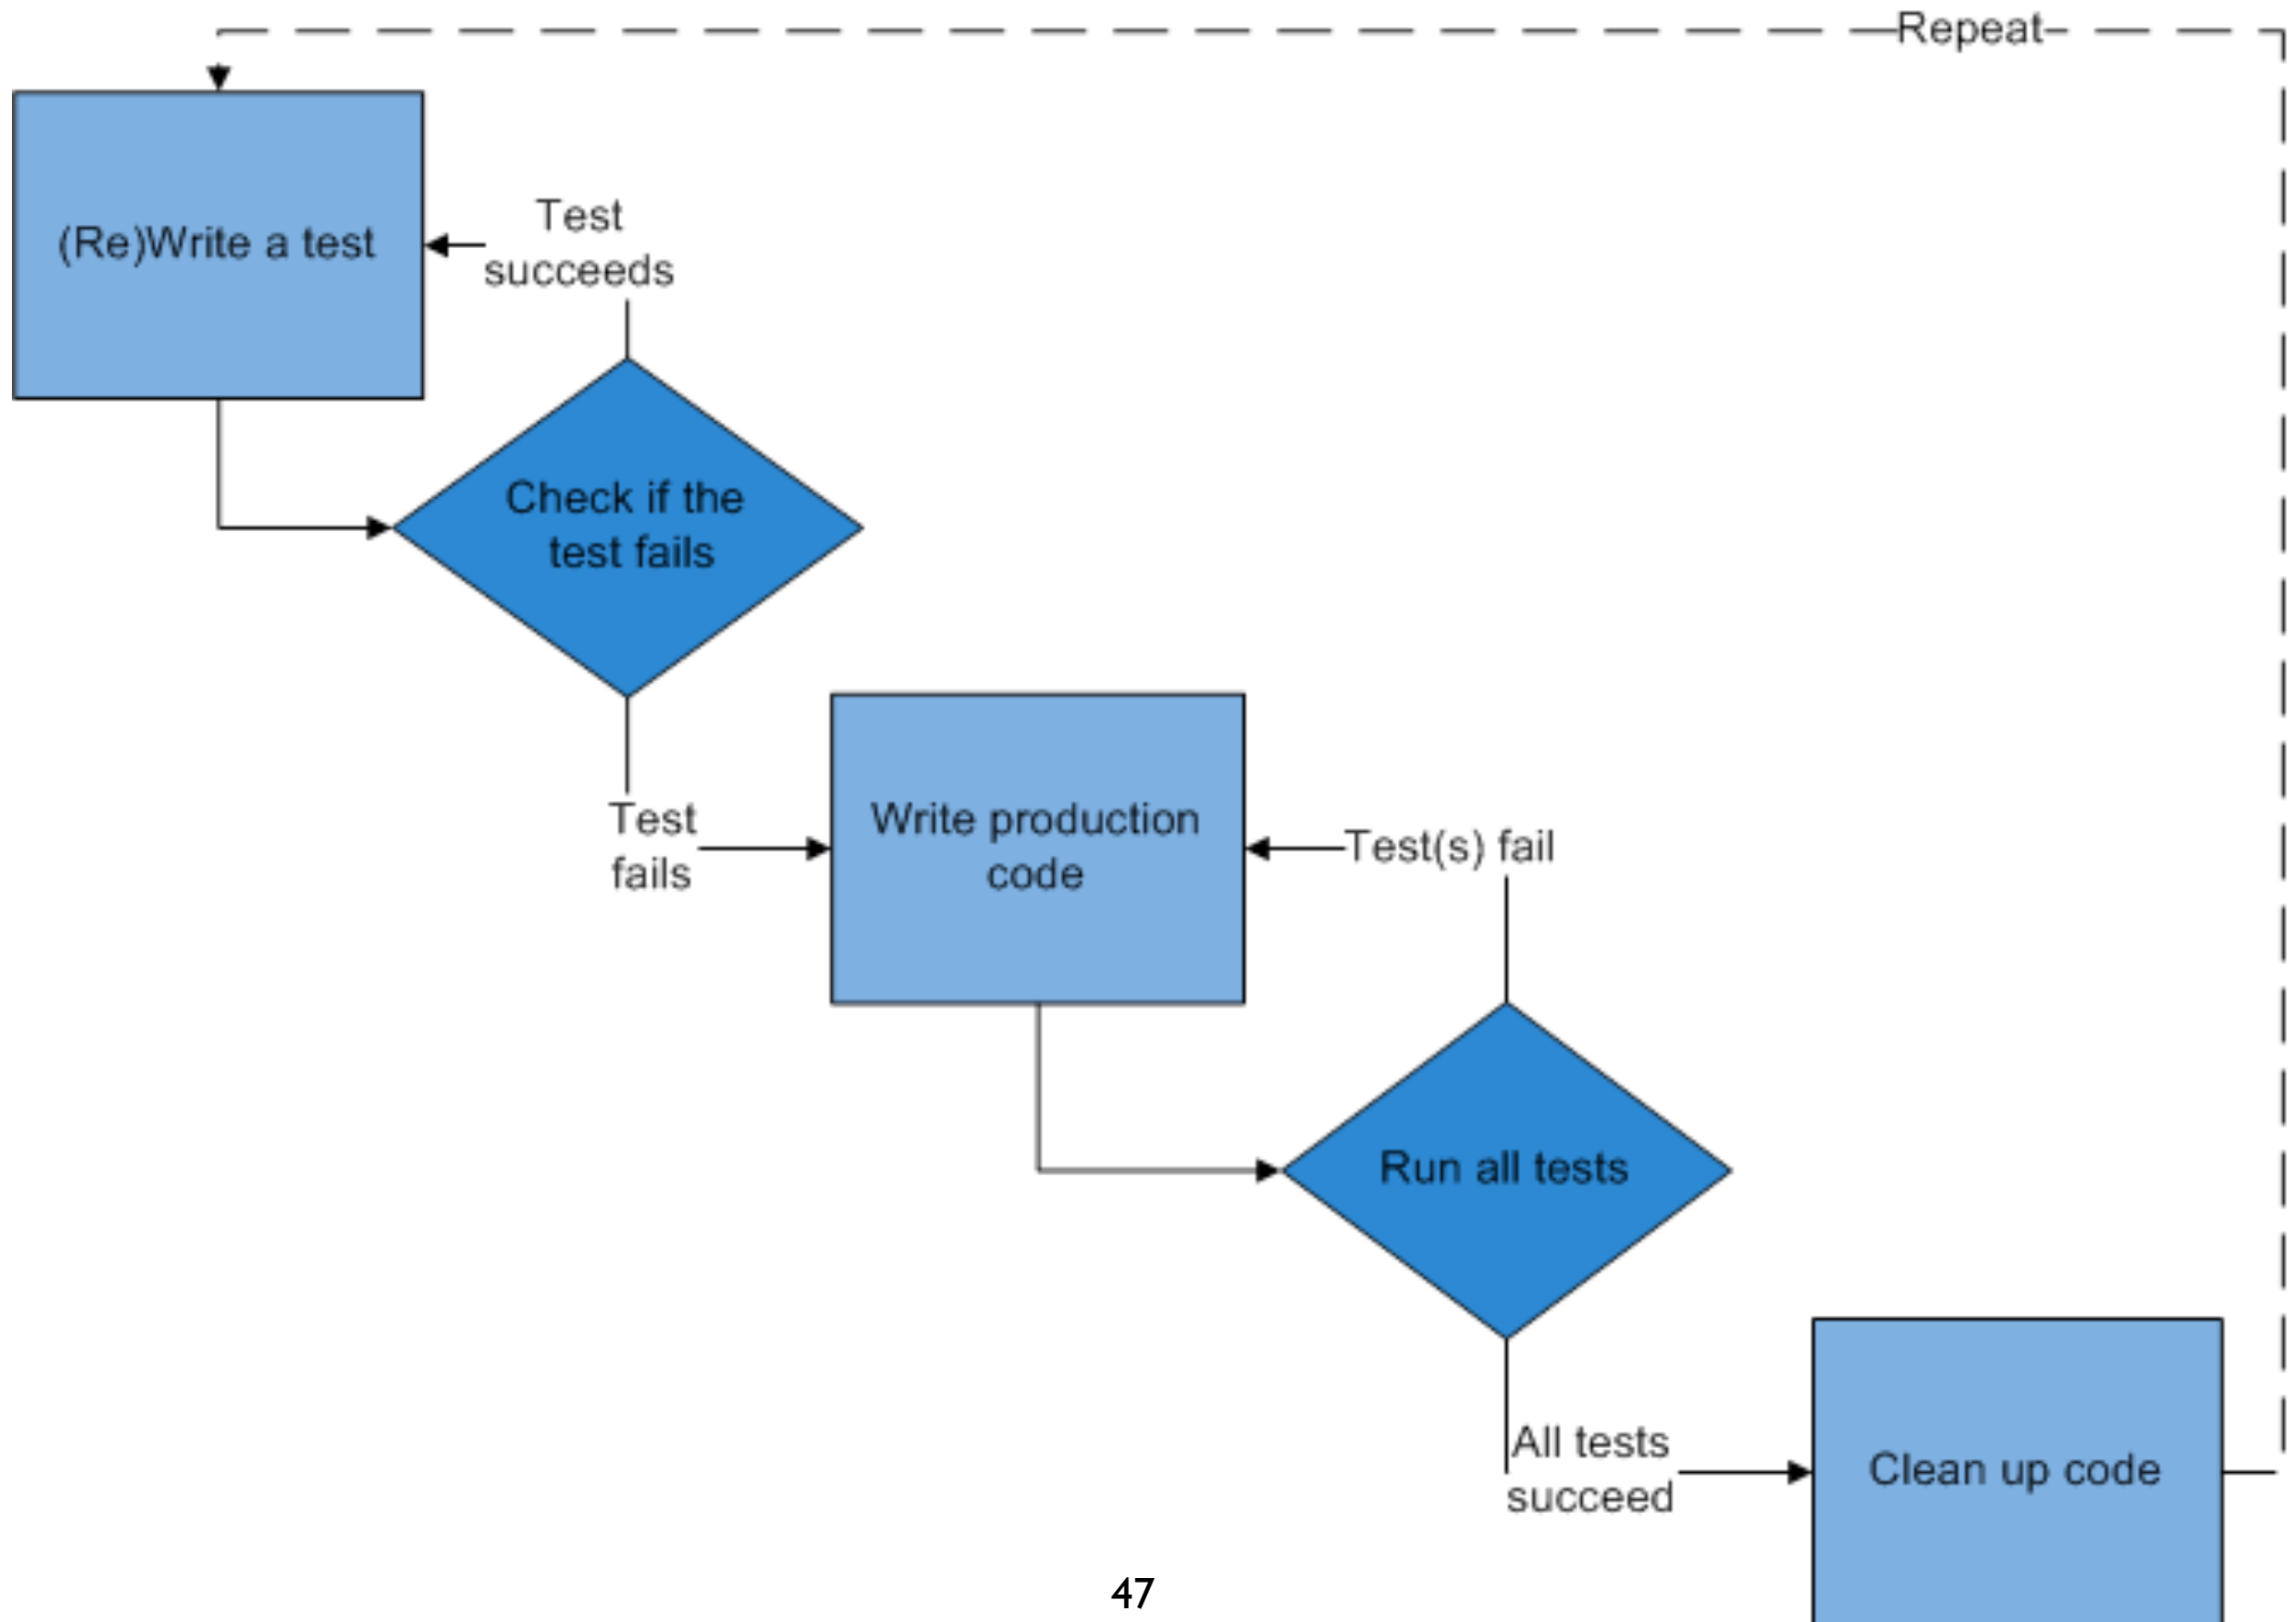 Repeat
(Re)Write a test
Test
succeeds
Check if the
test fails
Test
fails
Write production
code
Test(s) fail
Run all tests
All tests
succeed
Clean up code
47